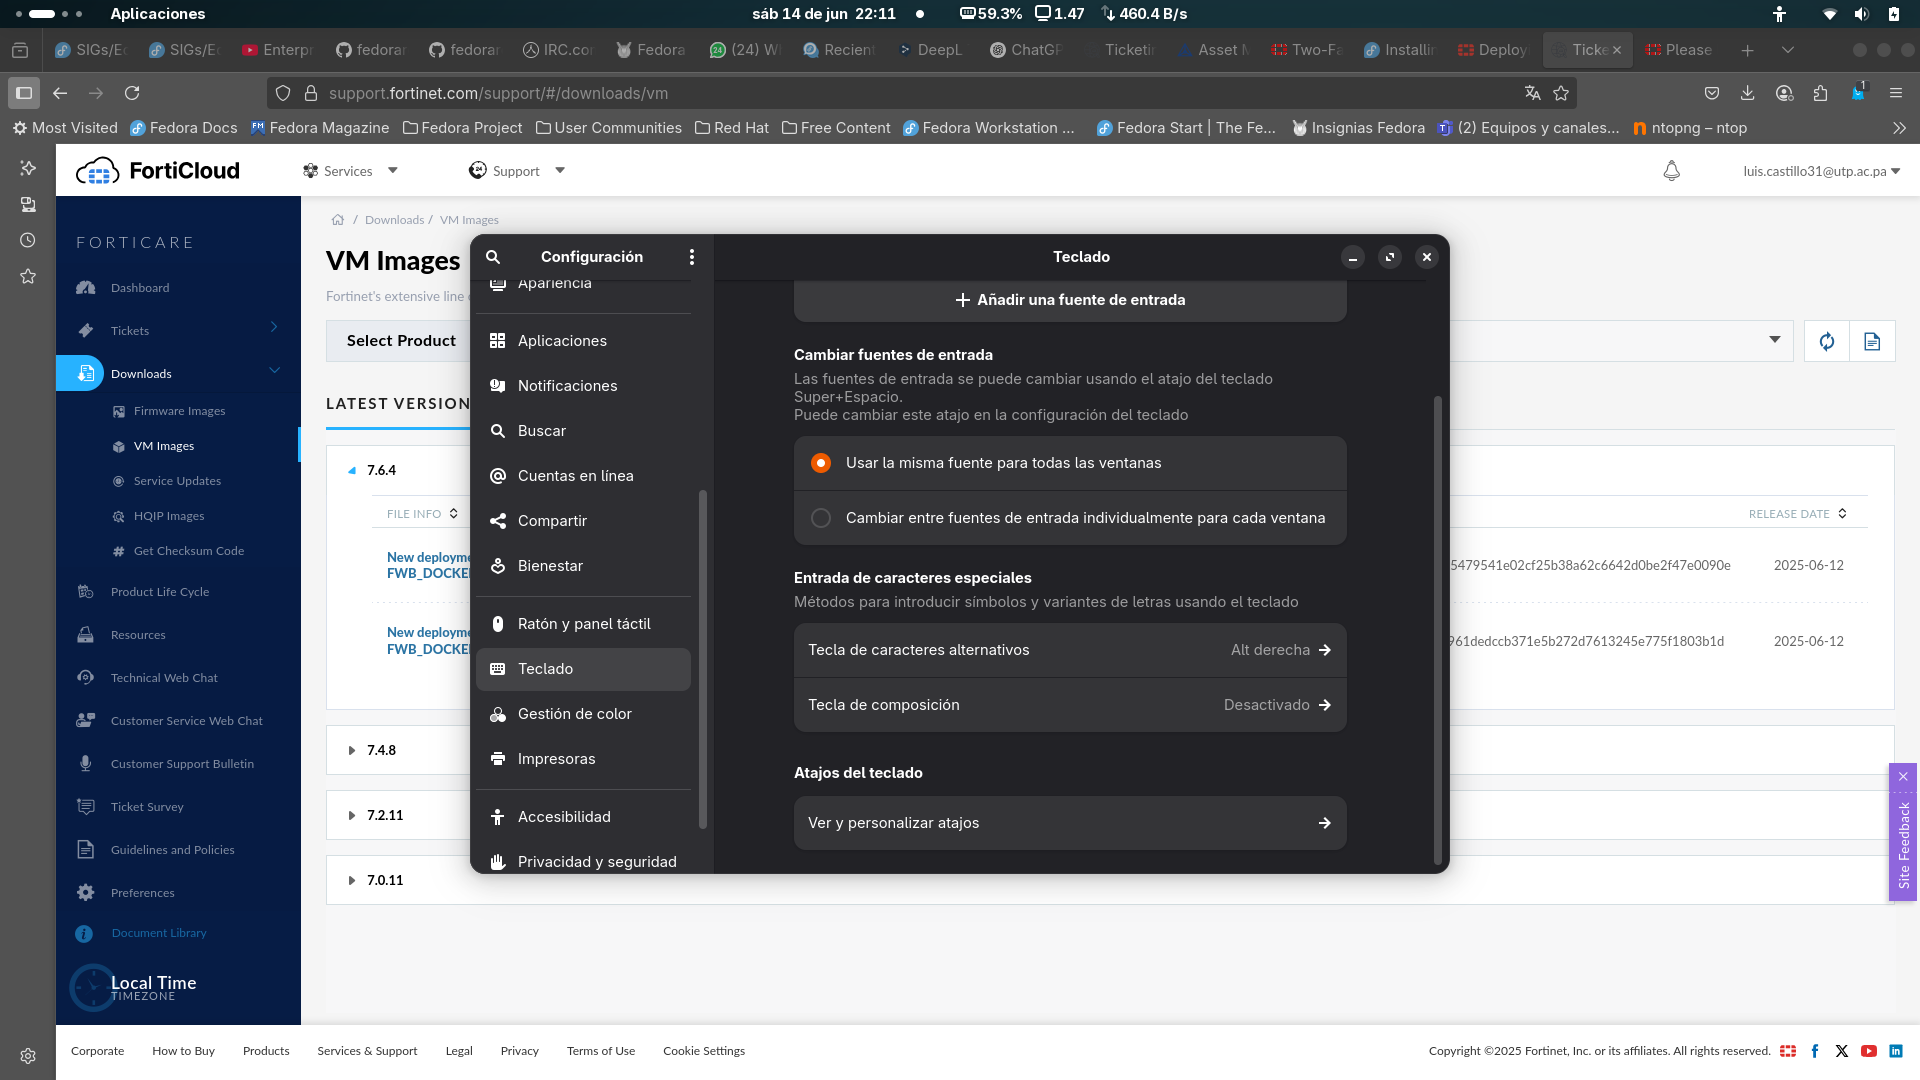 Aplicaciones
sáb 14 de jun 22:11
59.3%
1.47
460.4 B/s
SIGs/Ec
SIGs/Ec
Enterpr
fedorar
fedorar
IRC.cor
Fedora
(24) W
Recient
DeepL
ChatGP
Ticketir
Asset M
Two-Fa
Installir
Deploy
Ticke
Please
support.fortinet.com/support/#/downloads/vm
1
Most Visited
Fedora Docs
Fedora Magazine
Fedora Project
User Communities
Red Hat
Free Content
Fedora Workstation ...
Fedora Start | The Fe...
Insignias Fedora
(2) Equipos y canales...
ntopng – ntop
FortiCloud
Services
Support
luis.castillo31@utp.ac.pa
FORTICARE
Dashboard
Tickets
Downloads
Firmware Images
VM Images
Service Updates
HQIP Images
Get Checksum Code
Product Life Cycle
Resources
Technical Web Chat
Customer Service Web Chat
Customer Support Bulletin
Ticket Survey
Guidelines and Policies
Preferences
Document Library
Local Time
TIMEZONE
/ Downloads / VM Images
VM Images
Fortinet's extensive line
Select Product
LATEST VERSION
7.6.4
FILE INFO
RELEASE DATE
New deployme
FWB_DOCKE
5479541e02cf25b38a62c6642d0be2f47e0090e
2025-06-12
New deployme
FWB_DOCKE
961dedccb371e5b272d7613245e775f1803b1d
2025-06-12
7.4.8
7.2.11
7.0.11
Configuración
Apariencia
Aplicaciones
Notificaciones
Buscar
Cuentas en línea
Compartir
Bienestar
Ratón y panel táctil
Teclado
Gestión de color
Impresoras
Accesibilidad
Privacidad y seguridad
Teclado
Añadir una fuente de entrada
Cambiar fuentes de entrada
Las fuentes de entrada se puede cambiar usando el atajo del teclado
Super+Espacio.
Puede cambiar este atajo en la configuración del teclado
Usar la misma fuente para todas las ventanas
Cambiar entre fuentes de entrada individualmente para cada ventana
Entrada de caracteres especiales
Métodos para introducir símbolos y variantes de letras usando el teclado
Tecla de caracteres alternativos
Alt derecha
Tecla de composición
Desactivado
Atajos del teclado
Ver y personalizar atajos
Site Feedback
Corporate
How to Buy
Products
Services & Support
Legal
Privacy
Terms of Use
Cookie Settings
Copyright ©2025 Fortinet, Inc. or its affiliates. All rights reserved.